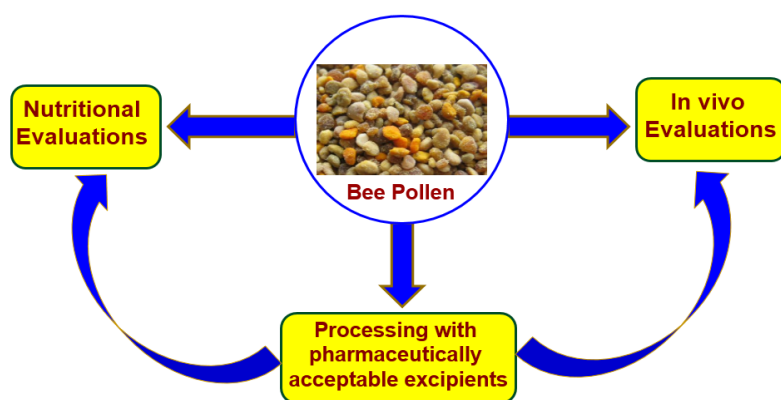 Nutritional
Evaluations
In vivo
Evaluations
Bee Pollen
Processing with
pharmaceutically
acceptable excipients